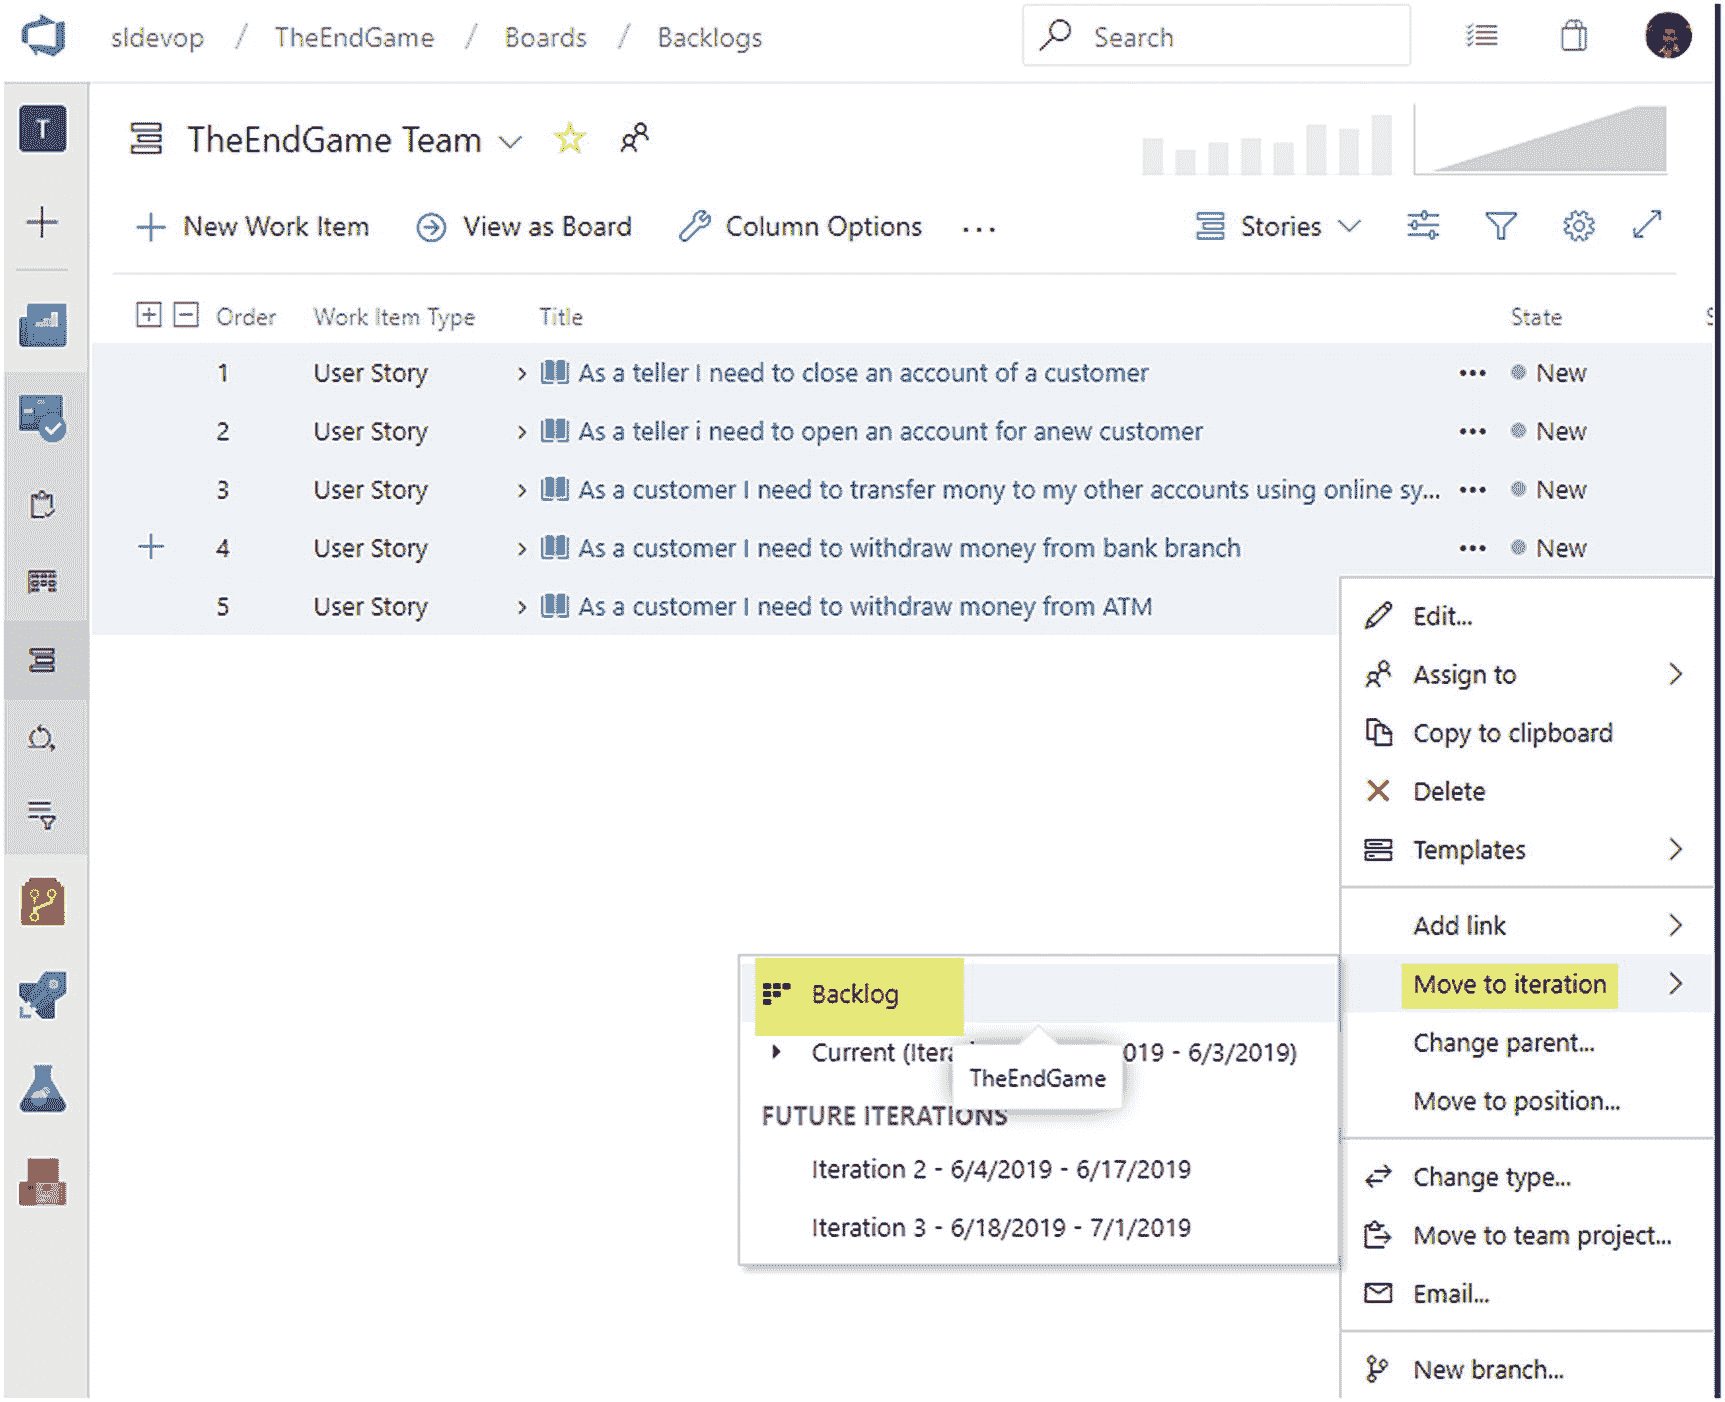 sldevop / TheEndGame / Boards / Backlogs Search
T
TheEndGame Team
New Work Item View as Board Column Options ... Stories
Order Work Item Type Title State
1 User Story As a teller I need to close an account of a customer ... New
2 User Story As a teller i need to open an account for anew customer ... New
3 User Story As a customer I need to transfer mony to my other accounts using online sy... ... New
4 User Story As a customer I need to withdraw money from bank branch ... New
5 User Story As a customer I need to withdraw money from ATM
Edit...
Assign to
Copy to clipboard
Delete
Templates
Add link
Move to iteration
Change parent...
Move to position...
Change type...
Move to team project...
Email...
New branch...
Backlog
Current 019 - 6/3/2019)
TheEndGame
FUTURE ITERATIONS
Iteration 2 - 6/4/2019 - 6/17/2019
Iteration 3 - 6/18/2019 - 7/1/2019